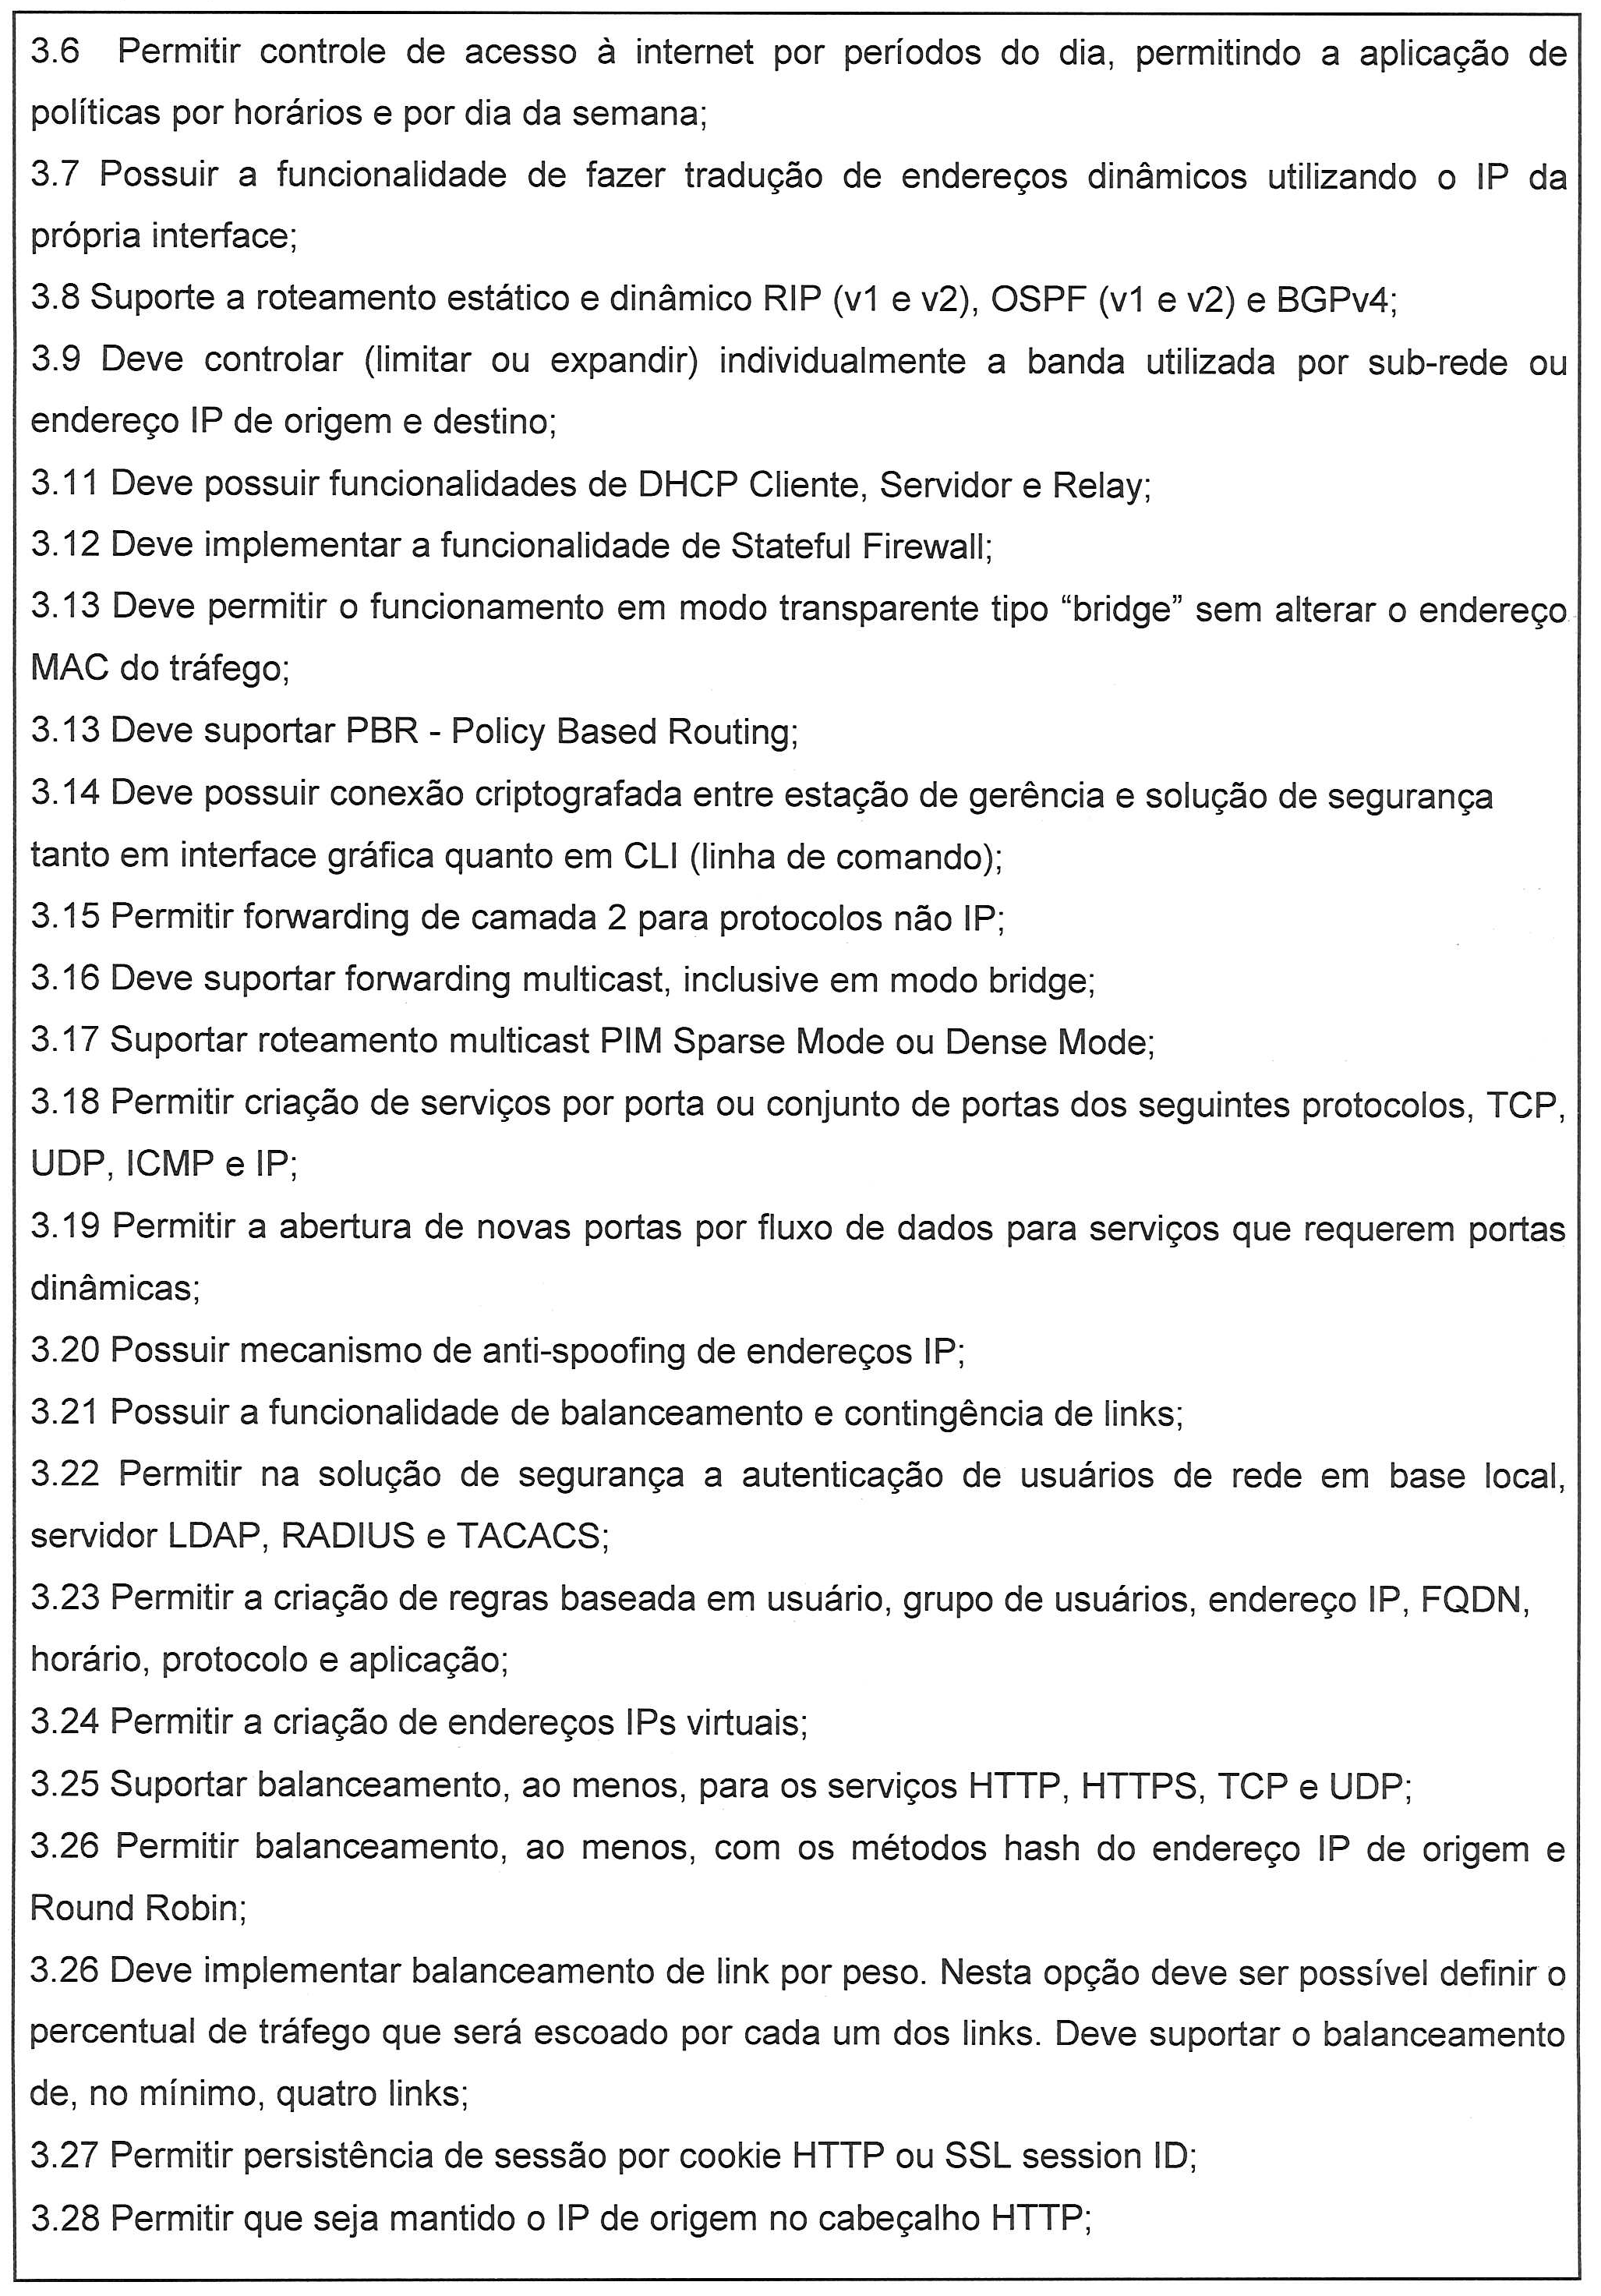 3.6 Permitir controle de acesso à internet por períodos do dia, permitindo a aplicação de
políticas por horários e por dia da semana;
3.7 Possuir a funcionalidade de fazer tradução de endereços dinâmicos utilizando o IP da
própria interface;
3.8 Suporte a roteamento estático e dinâmico RIP (v1 e v2), OSPF (v1 e v2) e BGPv4;
3.9 Deve controlar (limitar ou expandir) individualmente a banda utilizada por sub-rede ou
endereço IP de origem e destino;
3.11 Deve possuir funcionalidades de DHCP Cliente, Servidor e Relay;
3.12 Deve implementar a funcionalidade de Stateful Firewall;
3.13 Deve permitir o funcionamento em modo transparente tipo “bridge” sem alterar o endereço
MAC do tráfego;
3.13 Deve suportar PBR - Policy Based Routing;
3.14 Deve possuir conexão criptografada entre estação de gerência e solução de segurança
tanto em interface gráfica quanto em CLI (linha de comando);
3.15 Permitir forwarding de camada 2 para protocolos não IP;
3.16 Deve suportar forwarding multicast, inclusive em modo bridge;
3.17 Suportar roteamento multicast PIM Sparse Mode ou Dense Mode;
3.18 Permitir criação de serviços por porta ou conjunto de portas dos seguintes protocolos, TCP,
UDP, ICMP e IP;
3.19 Permitir a abertura de novas portas por fluxo de dados para serviços que requerem portas
dinâmicas;
3.20 Possuir mecanismo de anti-spoofing de endereços IP;
3.21 Possuir a funcionalidade de balanceamento e contingência de links;
3.22 Permitir na solução de segurança a autenticação de usuários de rede em base local,
servidor LDAP, RADIUS e TACACS;
3.23 Permitir a criação de regras baseada em usuário, grupo de usuários, endereço IP, FQDN,
horário, protocolo e aplicação;
3.24 Permitir a criação de endereços IPs virtuais;
3.25 Suportar balanceamento, ao menos, para os serviços HTTP, HTTPS, TCP e UDP;
3.26 Permitir balanceamento, ao menos, com os métodos hash do endereço IP de origem e
Round Robin;
3.26 Deve implementar balanceamento de link por peso. Nesta opção deve ser possível definir o
percentual de tráfego que será escoado por cada um dos links. Deve suportar o balanceamento
de, no mínimo, quatro links;
3.27 Permitir persistência de sessão por cookie HTTP ou SSL session ID;
3.28 Permitir que seja mantido o IP de origem no cabeçalho HTTP;